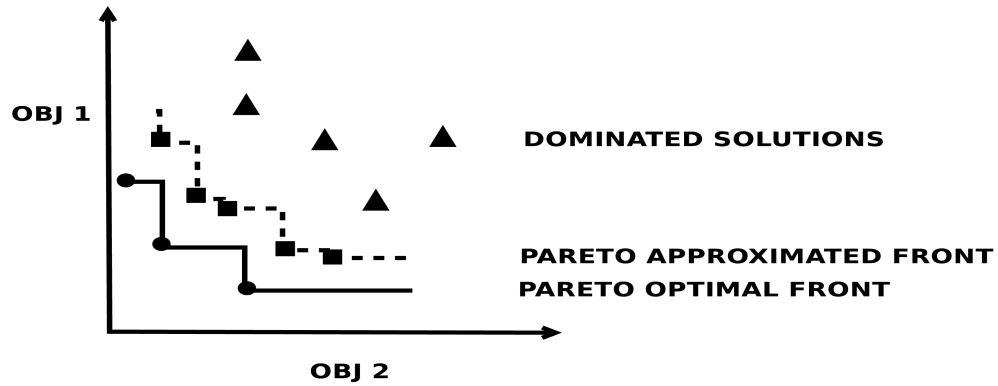 OBJ 1
DOMINATED SOLUTIONS
PARETO APPROXIMATED FRONT
PARETO OPTIMAL FRONT
OBJ 2